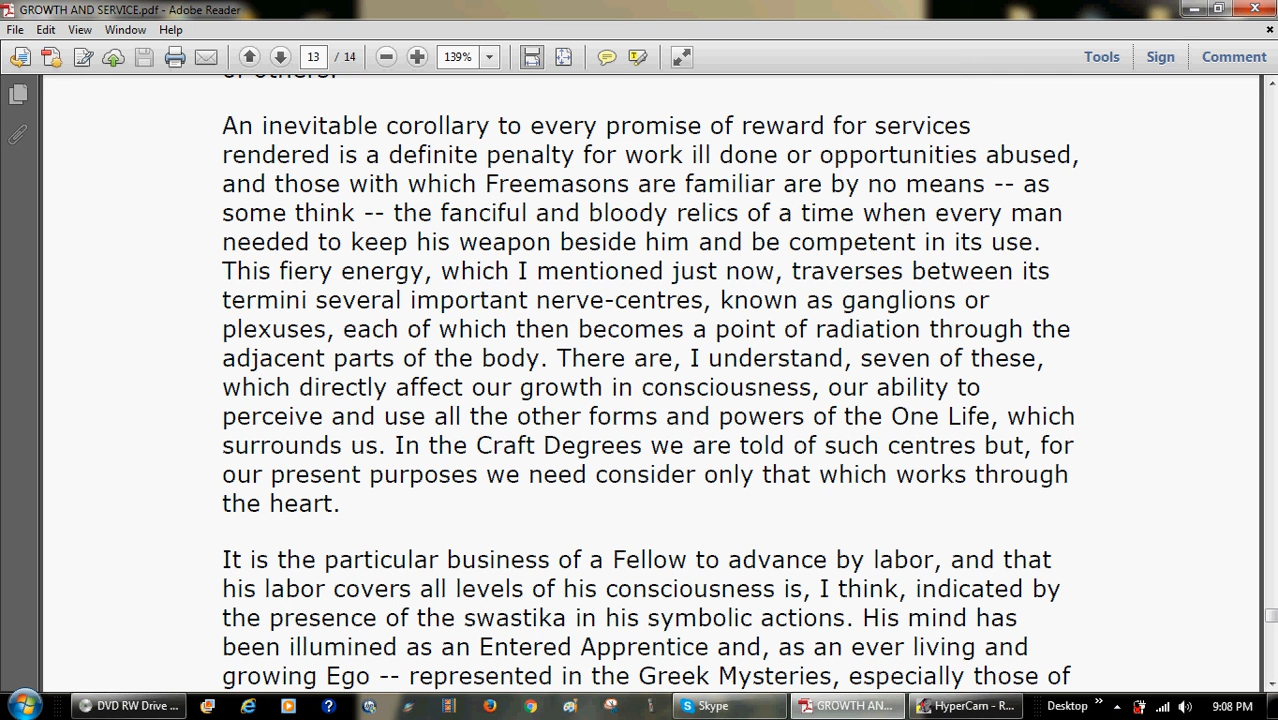 GROWTH AND SERVICE.pdf - Adobe Reader
File Edit View Window Help
13 / 14 139% Tools Sign Comment
of others.
An inevitable corollary to every promise of reward for services
rendered is a definite penalty for work ill done or opportunities abused,
and those with which Freemasons are familiar are by no means -- as
some think -- the fanciful and bloody relics of a time when every man
needed to keep his weapon beside him and be competent in its use.
This fiery energy, which I mentioned just now, traverses between its
termini several important nerve-centres, known as ganglions or
plexuses, each of which then becomes a point of radiation through the
adjacent parts of the body. There are, I understand, seven of these,
which directly affect our growth in consciousness, our ability to
perceive and use all the other forms and powers of the One Life, which
surrounds us. In the Craft Degrees we are told of such centres but, for
our present purposes we need consider only that which works through
the heart.
It is the particular business of a Fellow to advance by labor, and that
his labor covers all levels of his consciousness is, I think, indicated by
the presence of the swastika in his symbolic actions. His mind has
been illumined as an Entered Apprentice and, as an ever living and
growing Ego -- represented in the Greek Mysteries, especially those of
DVD RW Drive ... Skype GROWTH AN... HyperCam - R... Desktop » 9:08 PM